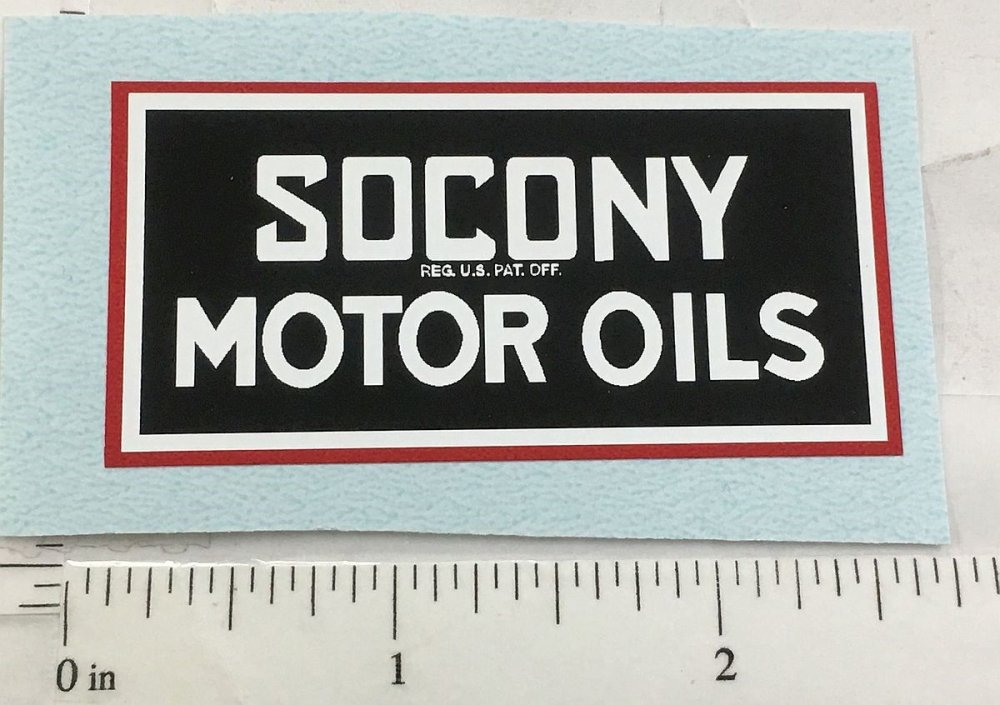 SOCONY
REG. U.S. PAT. OFF.
MOTOR OILS
0 in 1 2